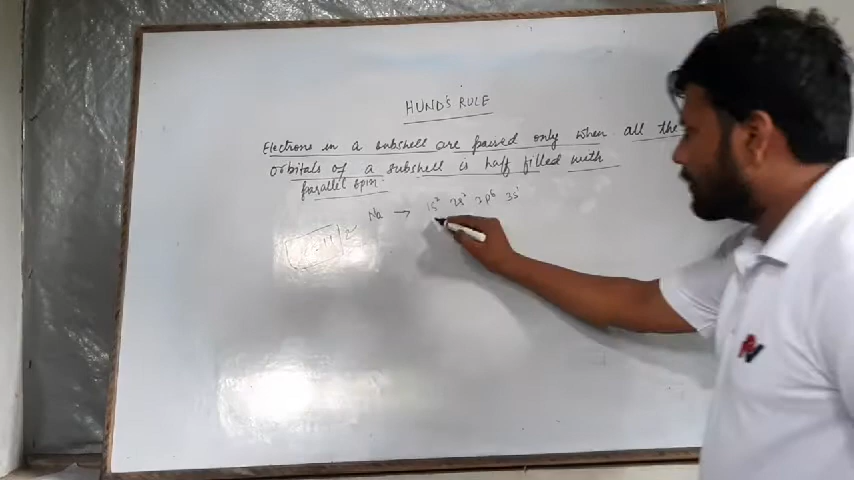 HUND'S RULE
Electrons in a subshell are paired only when all the
orbitals of a subshell is half filled with
parallel spin.
Na → 1s² 2s² 2p⁶ 3s¹